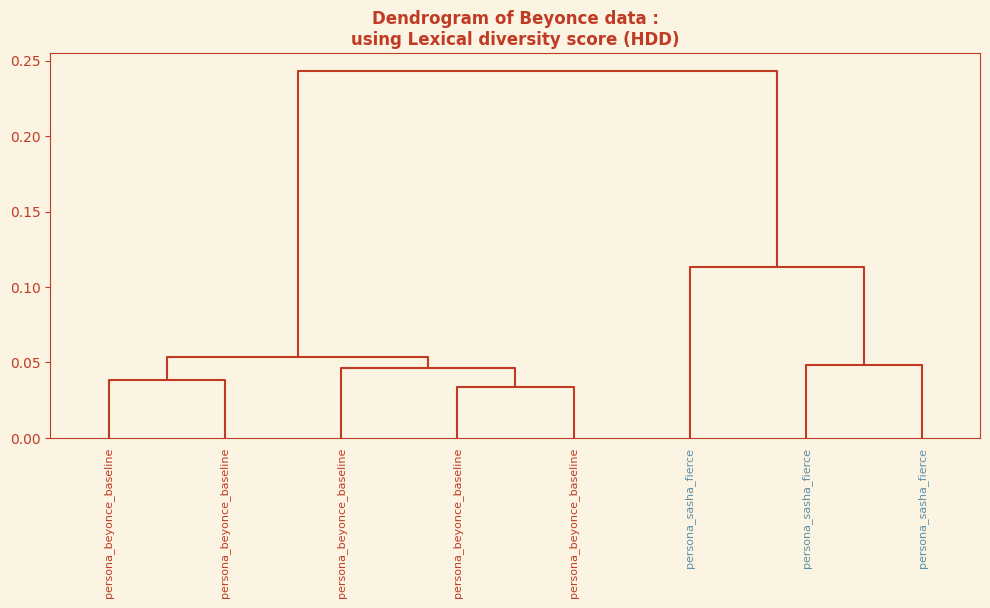 Dendrogram of Beyonce data :
using Lexical diversity score (HDD)
0.25
0.20
0.15
0.10
0.05
0.00
persona_beyonce_baseline
persona_beyonce_baseline
persona_beyonce_baseline
persona_beyonce_baseline
persona_beyonce_baseline
persona_sasha_fierce
persona_sasha_fierce
persona_sasha_fierce